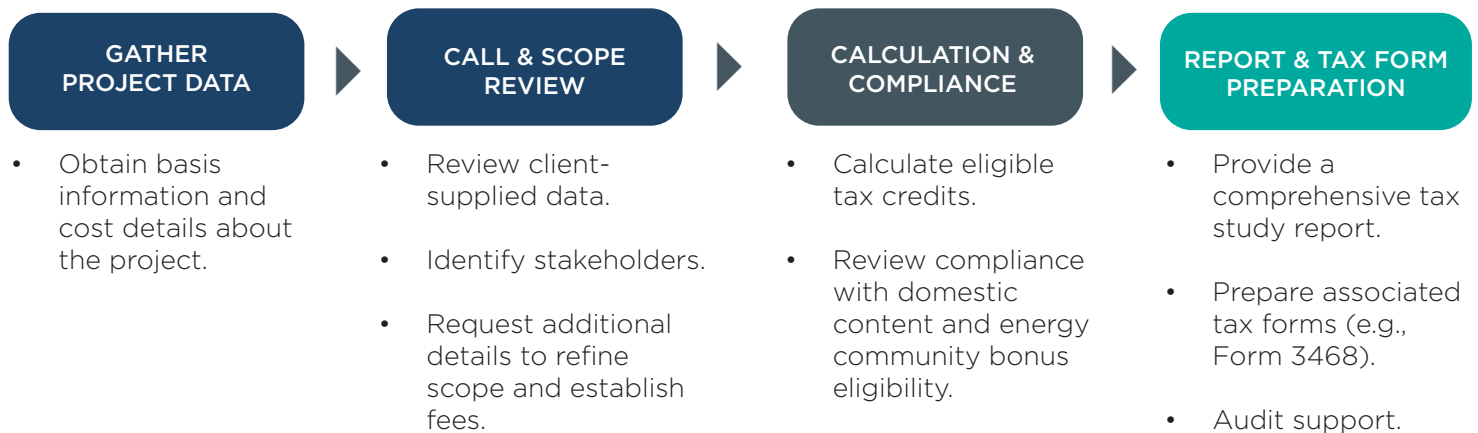 GATHER
PROJECT DATA
• Obtain basis
information and
cost details about
the project.
CALL & SCOPE
REVIEW
• Review client-
supplied data.
• Identify stakeholders.
• Request additional
details to refine
scope and establish
fees.
CALCULATION &
COMPLIANCE
• Calculate eligible
tax credits.
• Review compliance
with domestic
content and energy
community bonus
eligibility.
REPORT & TAX FORM
PREPARATION
• Provide a
comprehensive tax
study report.
• Prepare associated
tax forms (e.g.,
Form 3468).
• Audit support.